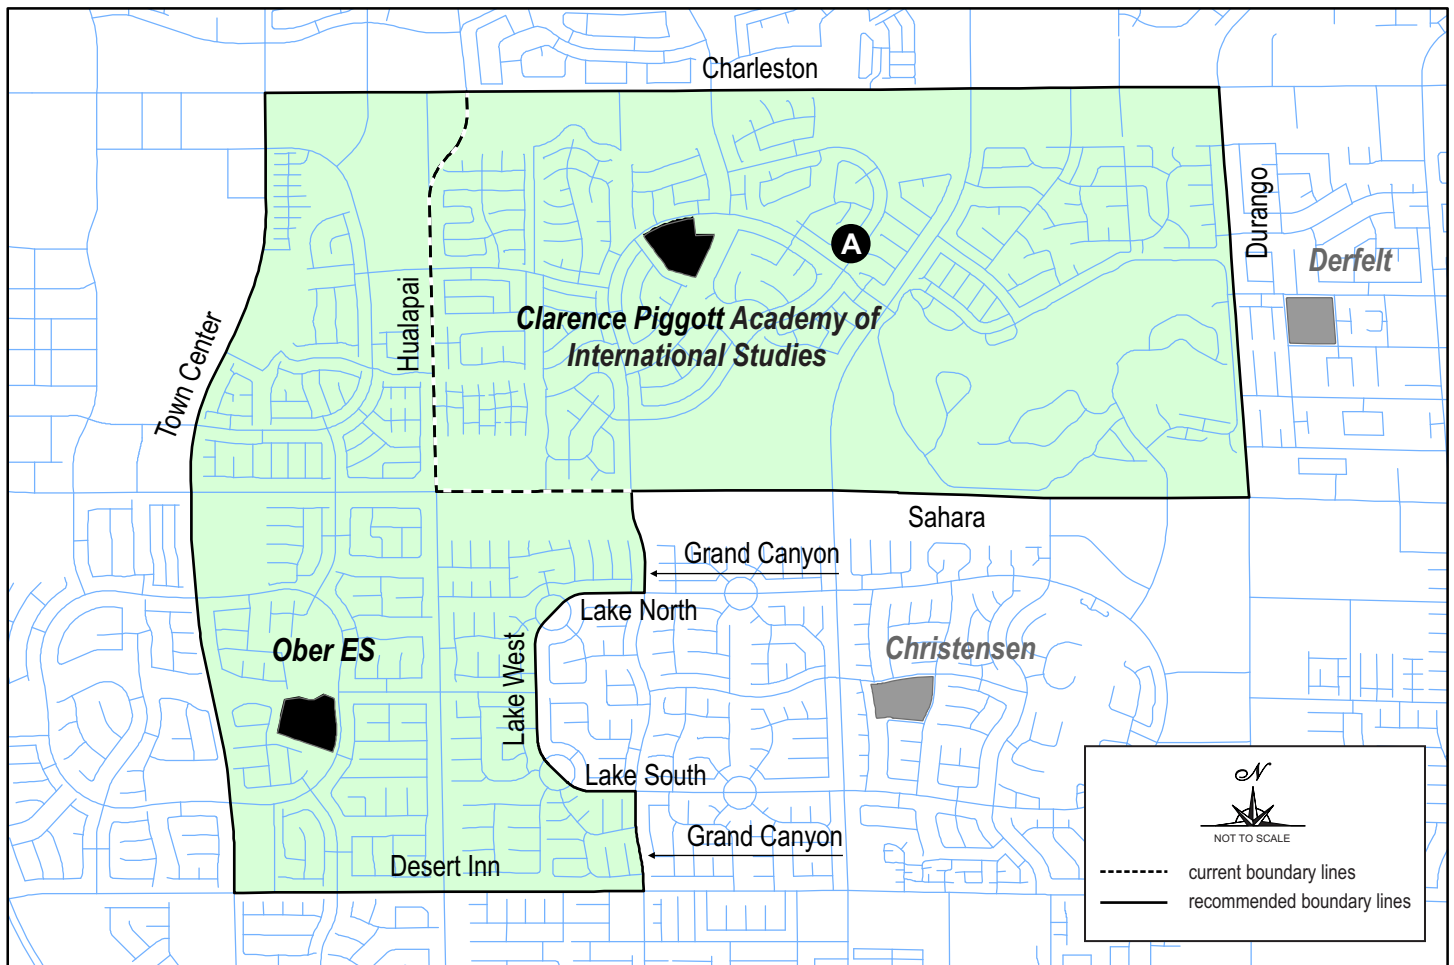 Charleston
Durango
A
Derfelt
Hualapai
Clarence Piggott Academy of
International Studies
Town Center
Sahara
Grand Canyon
Lake North
Ober ES
Lake West
Christensen
Lake South
Grand Canyon
Desert Inn
N
NOT TO SCALE
current boundary lines
recommended boundary lines